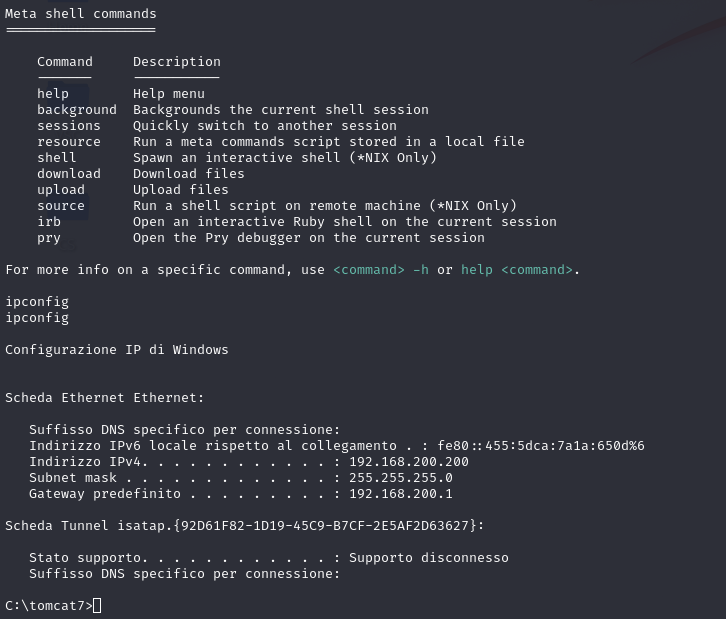 Meta shell commands
===================

    Command     Description
    -------     -----------
    help        Help menu
    background  Backgrounds the current shell session
    sessions    Quickly switch to another session
    resource    Run a meta commands script stored in a local file
    shell       Spawn an interactive shell (*NIX Only)
    download    Download files
    upload      Upload files
    source      Run a shell script on remote machine (*NIX Only)
    irb         Open an interactive Ruby shell on the current session
    pry         Open the Pry debugger on the current session

For more info on a specific command, use <command> -h or help <command>.

ipconfig
ipconfig

Configurazione IP di Windows


Scheda Ethernet Ethernet:

   Suffisso DNS specifico per connessione:
   Indirizzo IPv6 locale rispetto al collegamento . : fe80::455:5dca:7a1a:650d%6
   Indirizzo IPv4. . . . . . . . . . . . : 192.168.200.200
   Subnet mask . . . . . . . . . . . . . : 255.255.255.0
   Gateway predefinito . . . . . . . . . : 192.168.200.1

Scheda Tunnel isatap.{92D61F82-1D19-45C9-B7CF-2E5AF2D63627}:

   Stato supporto. . . . . . . . . . . . : Supporto disconnesso
   Suffisso DNS specifico per connessione:

C:\tomcat7>